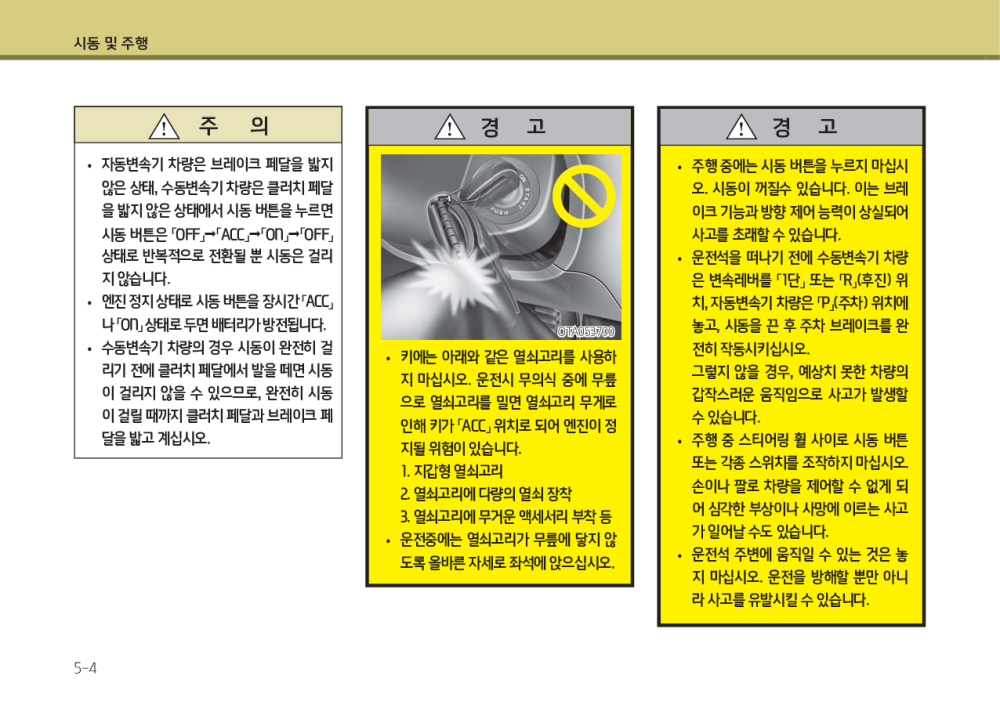 시동 및 주행
주 의
• 자동변속기 차량은 브레이크 페달을 밟지
않은 상태, 수동변속기 차량은 클러치 페달
을 밟지 않은 상태에서 시동 버튼을 누르면
시동 버튼은 「OFF」➞「ACC」➞「ON」➞「OFF」
상태로 반복적으로 전환될 뿐 시동은 걸리
지 않습니다.
• 엔진 정지 상태로 시동 버튼을 장시간 「ACC」
나 「ON」 상태로 두면 배터리가 방전됩니다.
• 수동변속기 차량의 경우 시동이 완전히 걸
리기 전에 클러치 페달에서 발을 떼면 시동
이 걸리지 않을 수 있으므로, 완전히 시동
이 걸릴 때까지 클러치 페달과 브레이크 페
달을 밟고 계십시오.
경 고
ON START
PUSH
OTA053700
• 키에는 아래와 같은 열쇠고리를 사용하
지 마십시오. 운전시 무의식 중에 무릎
으로 열쇠고리를 밀면 열쇠고리 무게로
인해 키가 「ACC」 위치로 되어 엔진이 정
지될 위험이 있습니다.
1. 지갑형 열쇠고리
2. 열쇠고리에 다량의 열쇠 장착
3. 열쇠고리에 무거운 액세서리 부착 등
• 운전중에는 열쇠고리가 무릎에 닿지 않
도록 올바른 자세로 좌석에 앉으십시오.
경 고
• 주행 중에는 시동 버튼을 누르지 마십시
오. 시동이 꺼질수 있습니다. 이는 브레
이크 기능과 방향 제어 능력이 상실되어
사고를 초래할 수 있습니다.
• 운전석을 떠나기 전에 수동변속기 차량
은 변속레버를 「1단」 또는 「R」(후진) 위
치, 자동변속기 차량은 「P」(주차) 위치에
놓고, 시동을 끈 후 주차 브레이크를 완
전히 작동시키십시오.
그렇지 않을 경우, 예상치 못한 차량의
갑작스러운 움직임으로 사고가 발생할
수 있습니다.
• 주행 중 스티어링 휠 사이로 시동 버튼
또는 각종 스위치를 조작하지 마십시오.
손이나 팔로 차량을 제어할 수 없게 되
어 심각한 부상이나 사망에 이르는 사고
가 일어날 수도 있습니다.
• 운전석 주변에 움직일 수 있는 것은 놓
지 마십시오. 운전을 방해할 뿐만 아니
라 사고를 유발시킬 수 있습니다.
5-4